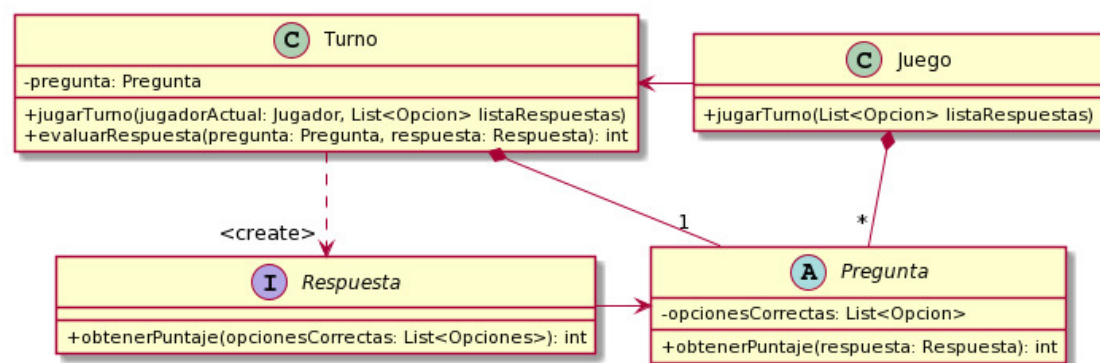 C Turno
-pregunta: Pregunta
+jugarTurno(jugadorActual: Jugador, List<Opcion> listaRespuestas)
+evaluarRespuesta(pregunta: Pregunta, respuesta: Respuesta): int
C Juego
+jugarTurno(List<Opcion> listaRespuestas)
<create>
1
*
I Respuesta
+obtenerPuntaje(opcionesCorrectas: List<Opciones>): int
A Pregunta
-opcionesCorrectas: List<Opcion>
+obtenerPuntaje(respuesta: Respuesta): int